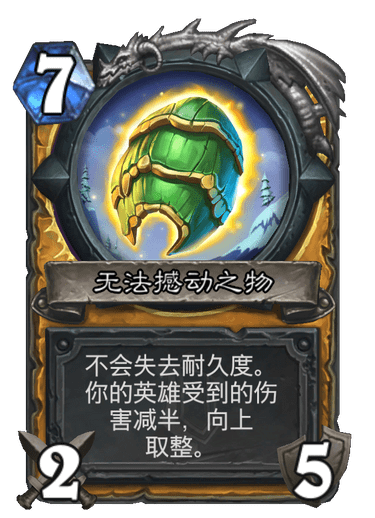 7
无法撼动之物
不会失去耐久度。
你的英雄受到的伤
害减半，向上
取整。
2
5